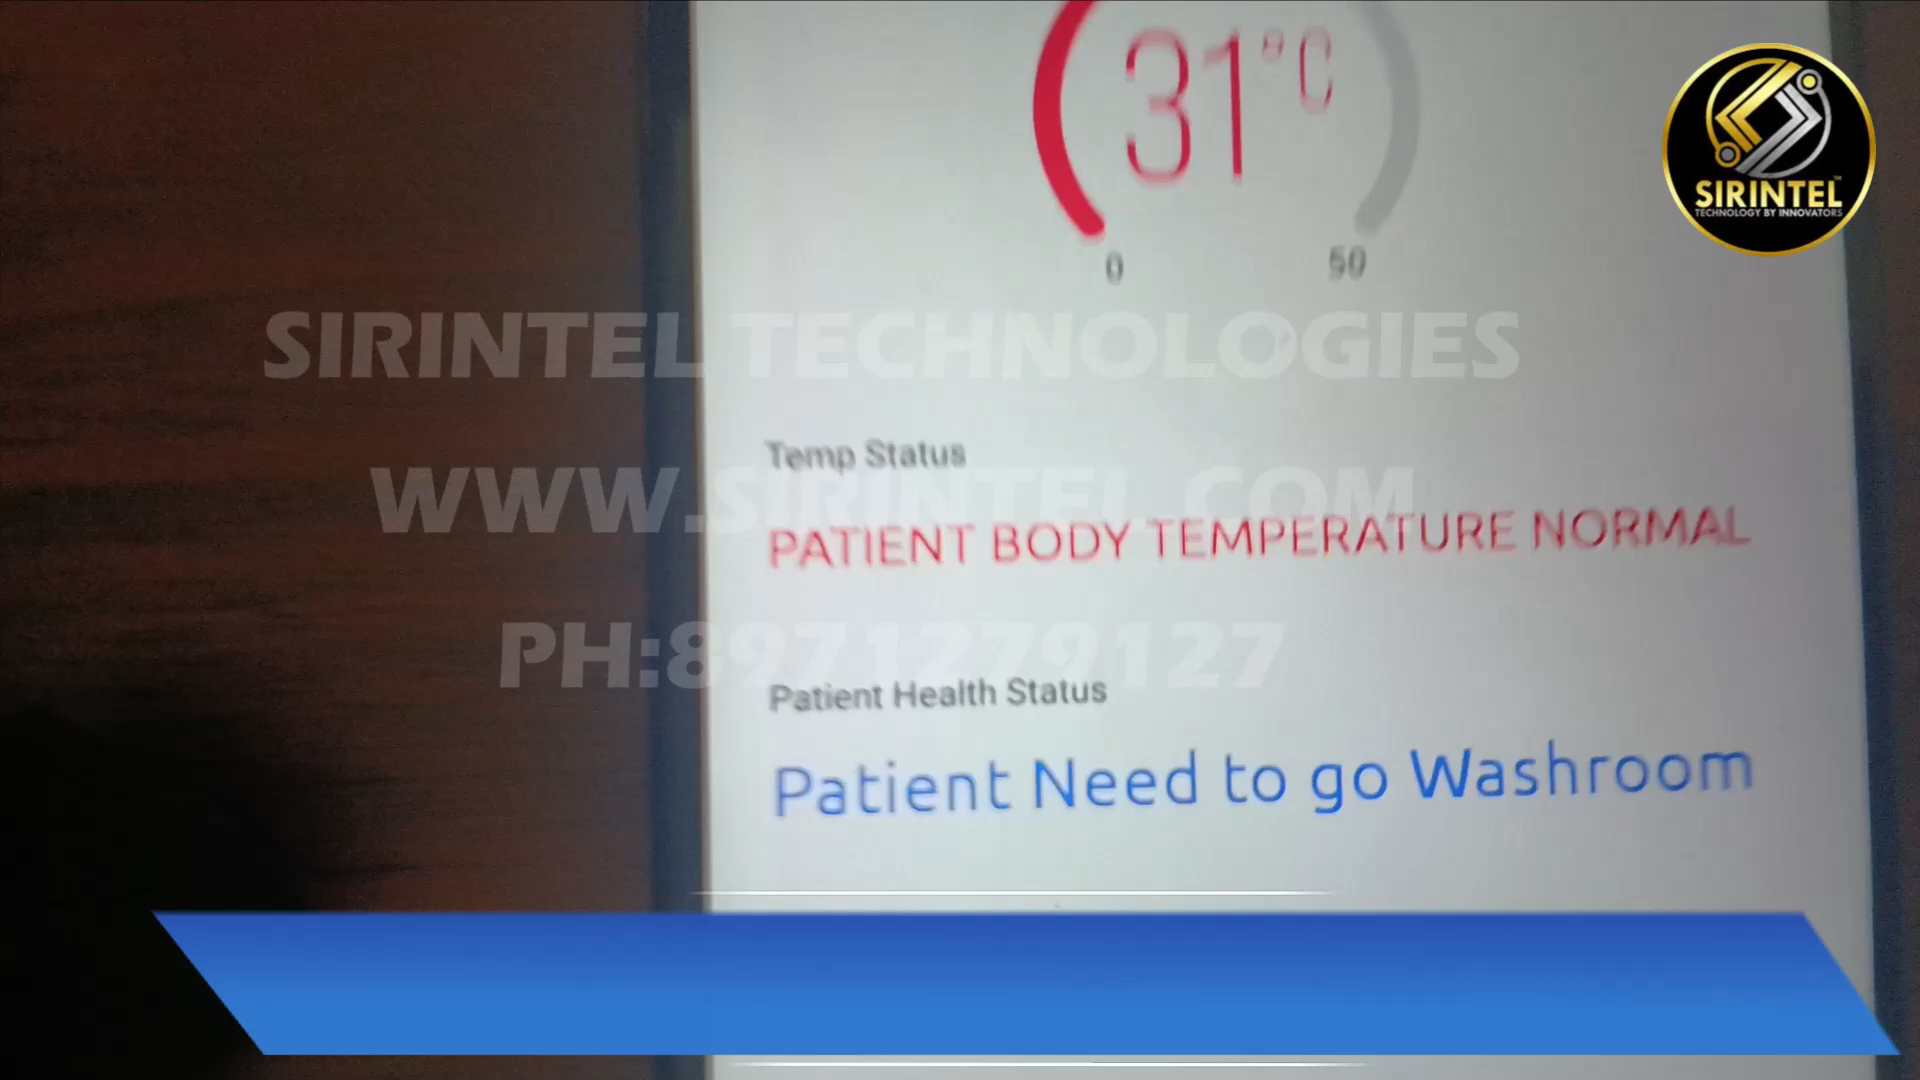 31°C
SIRINTEL™
TECHNOLOGY BY INNOVATORS
0 50
SIRINTEL TECHNOLOGIES
Temp Status
WWW.SIRINTEL.COM
PATIENT BODY TEMPERATURE NORMAL
PH:8971279127
Patient Health Status
Patient Need to go Washroom